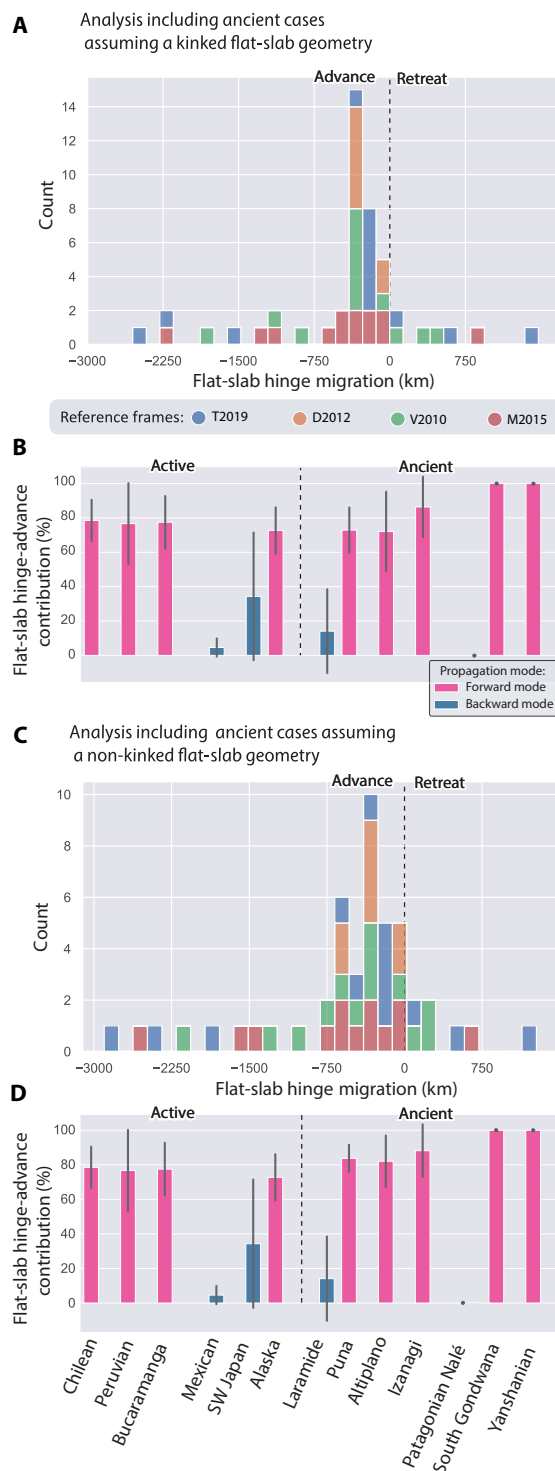 A
Analysis including ancient cases
assuming a kinked flat-slab geometry
Advance
Retreat
Count
14
12
10
8
6
4
2
0
−3000
−2250
−1500
−750
0
750
Flat-slab hinge migration (km)
Reference frames:
T2019
D2012
V2010
M2015
B
Active
Ancient
Flat-slab hinge-advance
contribution (%)
100
80
60
40
20
0
Propagation mode:
Forward mode
Backward mode
C
Analysis including ancient cases assuming
a non-kinked flat-slab geometry
Advance
Retreat
Count
10
8
6
4
2
0
−3000
−2250
−1500
−750
0
750
Flat-slab hinge migration (km)
D
Active
Ancient
Flat-slab hinge-advance
contribution (%)
100
80
60
40
20
0
Chilean
Peruvian
Bucaramanga
Mexican
SW Japan
Alaska
Laramide
Puna
Altiplano
Izanagi
Patagonian Nalé
South Gondwana
Yanshanian